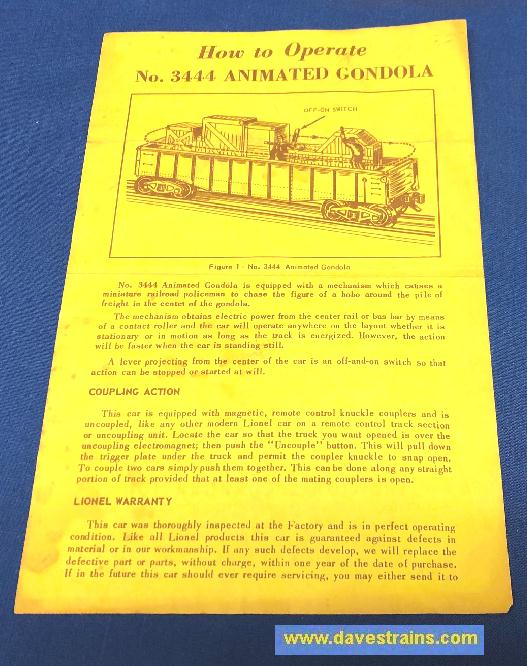 How to Operate
No. 3444 ANIMATED GONDOLA
OFF-ON SWITCH
Figure 1 - No. 3444 Animated Gondola
No. 3444 Animated Gondola is equipped with a mechanism which causes a
miniature railroad policeman to chase the figure of a hobo around the pile of
freight in the center of the gondola.
The mechanism obtains electric power from the center rail or bus bar by means
of a contact roller and the car will operate anywhere on the layout whether it is
stationary or in motion as long as the track is energized. However, the action
will be faster when the car is standing still.
A lever projecting from the center of the car is an off-and-on switch so that
action can be stopped or started at will.
COUPLING ACTION
This car is equipped with magnetic, remote control knuckle couplers and is
uncoupled, like any other modern Lionel car on a remote control track section
or uncoupling unit. Locate the car so that the truck you want opened is over the
uncoupling electromagnet; then push the "Uncouple" button. This will pull down
the trigger plate under the truck and permit the coupler knuckle to snap open.
To couple two cars simply push them together. This can be done along any straight
portion of track provided that at least one of the mating couplers is open.
LIONEL WARRANTY
This car was thoroughly inspected at the Factory and is in perfect operating
condition. Like all Lionel products this car is guaranteed against defects in
material or in our workmanship. If any such defects develop, we will replace the
defective part or parts, without charge, within one year of the date of purchase.
If in the future this car should ever require servicing, you may either send it to
www.davestrains.com